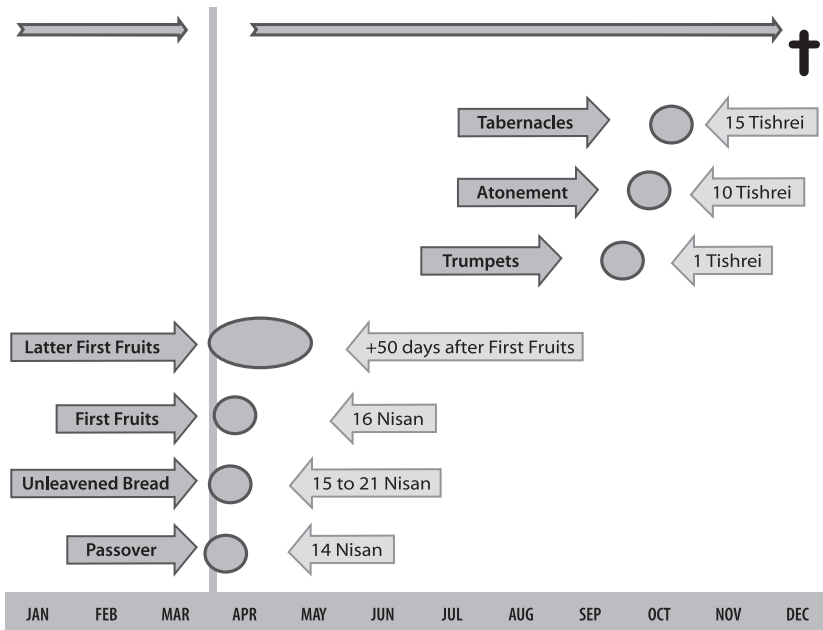 Tabernacles 15 Tishrei
Atonement 10 Tishrei
Trumpets 1 Tishrei
Latter First Fruits +50 days after First Fruits
First Fruits 16 Nisan
Unleavened Bread 15 to 21 Nisan
Passover 14 Nisan
JAN FEB MAR APR MAY JUN JUL AUG SEP OCT NOV DEC